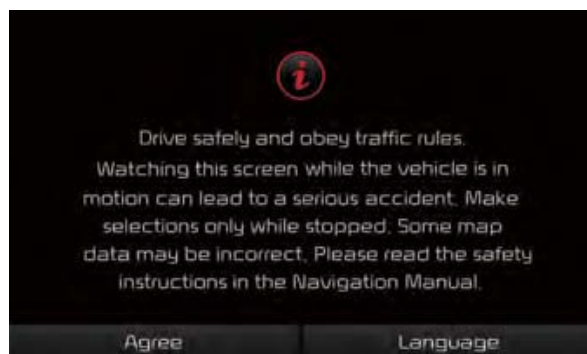 i
Drive safely and obey traffic rules.
Watching this screen while the vehicle is in
motion can lead to a serious accident. Make
selections only while stopped. Some map
data may be incorrect. Please read the safety
instructions in the Navigation Manual.
Agree Language